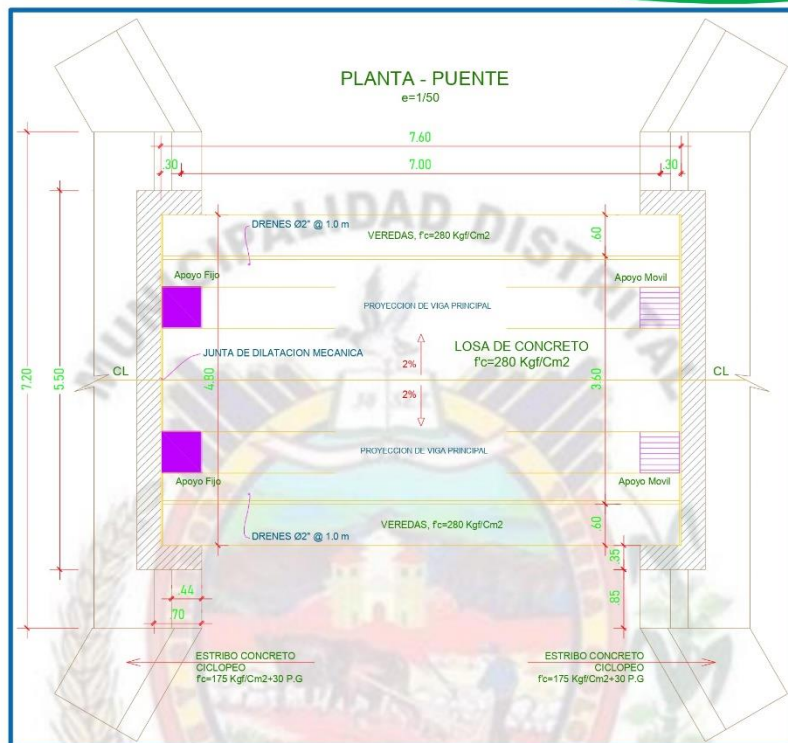 PLANTA - PUENTE
e=1/50
7.60
.30
7.00
.30
DRENES Ø2" @ 1.0 m
VEREDAS, f'c=280 Kgf/Cm2
.60
MUNICIPALIDAD DISTRITAL
Apoyo Fijo
Apoyo Movil
PROYECCION DE VIGA PRINCIPAL
JUNTA DE DILATACION MECANICA
LOSA DE CONCRETO
f'c=280 Kgf/Cm2
2%
CL
CL
7.20
5.50
4.80
3.60
2%
PROYECCION DE VIGA PRINCIPAL
Apoyo Fijo
Apoyo Movil
VEREDAS, f'c=280 Kgf/Cm2
.60
DRENES Ø2" @ 1.0 m
.35
.44
.70
.85
ESTRIBO CONCRETO
CICLOPEO
f'c=175 Kgf/Cm2+30 P.G
ESTRIBO CONCRETO
CICLOPEO
f'c=175 Kgf/Cm2+30 P.G